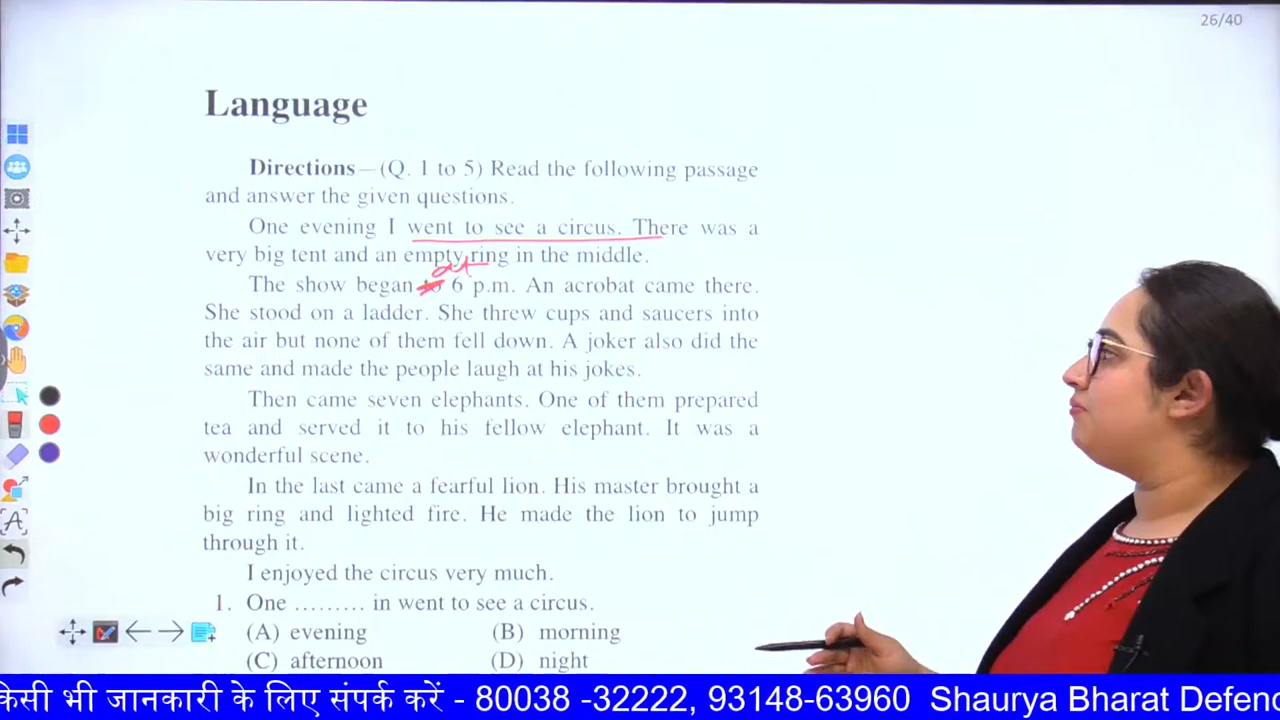 26/40
Language
Directions—(Q. 1 to 5) Read the following passage
and answer the given questions.
One evening I went to see a circus. There was a
very big tent and an empty ring in the middle.
at
The show began to 6 p.m. An acrobat came there.
She stood on a ladder. She threw cups and saucers into
the air but none of them fell down. A joker also did the
same and made the people laugh at his jokes.
Then came seven elephants. One of them prepared
tea and served it to his fellow elephant. It was a
wonderful scene.
In the last came a fearful lion. His master brought a
big ring and lighted fire. He made the lion to jump
through it.
I enjoyed the circus very much.
1. One ......... in went to see a circus.
(A) evening (B) morning
(C) afternoon (D) night
किसी भी जानकारी के लिए संपर्क करें - 80038 -32222, 93148-63960 Shaurya Bharat Defenc